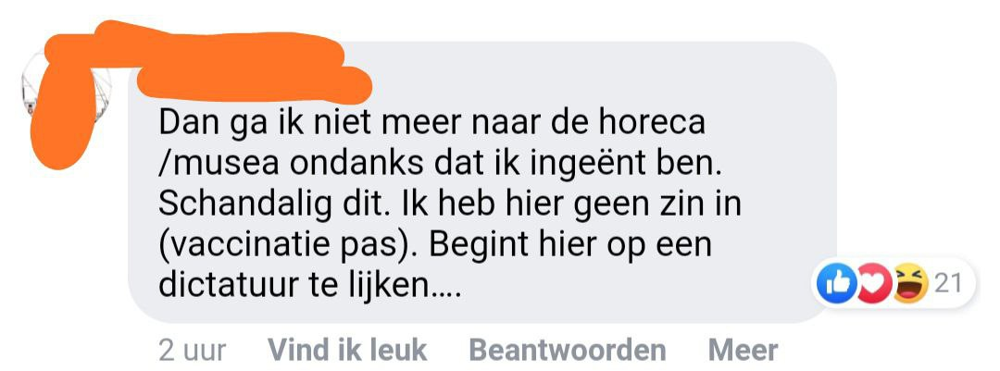 Dan ga ik niet meer naar de horeca
/musea ondanks dat ik ingeënt ben.
Schandalig dit. Ik heb hier geen zin in
(vaccinatie pas). Begint hier op een
dictatuur te lijken....
21
2 uur Vind ik leuk Beantwoorden Meer